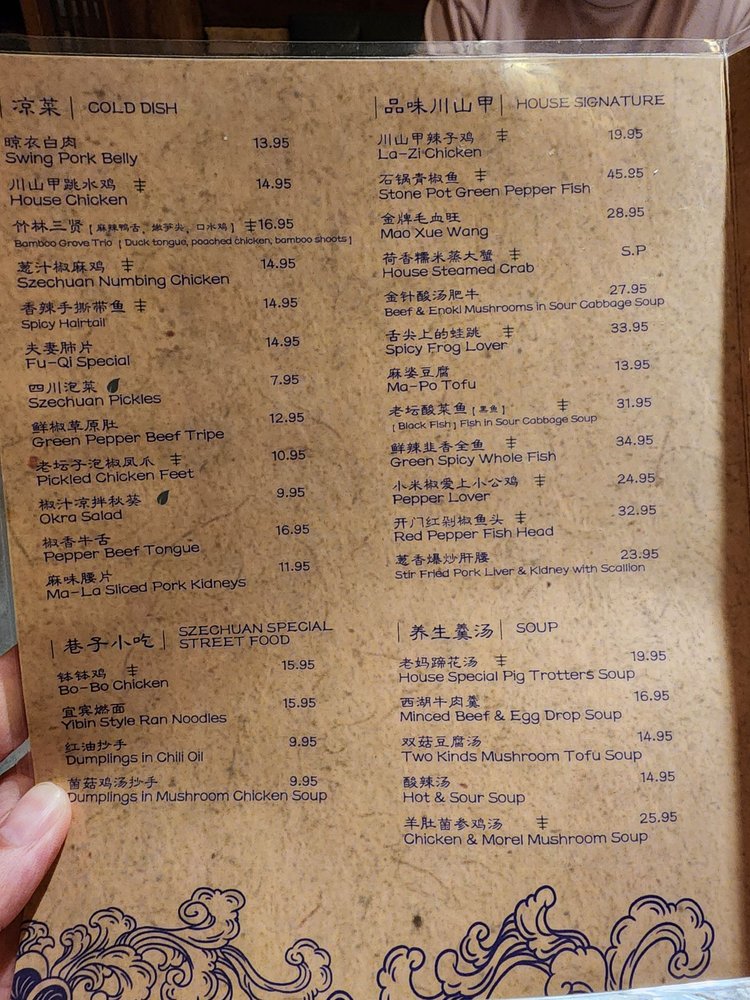 凉菜 COLD DISH
晾衣白肉 13.95
Swing Pork Belly
川山甲跳水鸡 14.95
House Chicken
竹林三贤 [ 麻辣鸭舌、嫩笋尖、口水鸡 ] 16.95
Bamboo Grove Trio [ Duck tongue, poached chicken, bamboo shoots ]
葱汁椒麻鸡 14.95
Szechuan Numbing Chicken
香辣手撕带鱼 14.95
Spicy Hairtail
夫妻肺片 14.95
Fu-Qi Special
四川泡菜 7.95
Szechuan Pickles
鲜椒草原肚 12.95
Green Pepper Beef Tripe
老坛子泡椒凤爪 10.95
Pickled Chicken Feet
椒汁凉拌秋葵 9.95
Okra Salad
椒香牛舌 16.95
Pepper Beef Tongue
麻味腰片 11.95
Ma-La Sliced Pork Kidneys
巷子小吃 SZECHUAN SPECIAL
STREET FOOD
钵钵鸡 15.95
Bo-Bo Chicken
宜宾燃面 15.95
Yibin Style Ran Noodles
红油抄手 9.95
Dumplings in Chili Oil
菌菇鸡汤抄手 9.95
Dumplings in Mushroom Chicken Soup
品味川山甲 HOUSE SIGNATURE
川山甲辣子鸡 19.95
La-Zi Chicken
石锅青椒鱼 45.95
Stone Pot Green Pepper Fish
金牌毛血旺 28.95
Mao Xue Wang
荷香糯米蒸大蟹 S.P
House Steamed Crab
金针酸汤肥牛 27.95
Beef & Enoki Mushrooms in Sour Cabbage Soup
舌尖上的蛙跳 33.95
Spicy Frog Lover
麻婆豆腐 13.95
Ma-Po Tofu
老坛酸菜鱼 [ 黑鱼 ] 31.95
[ Black Fish ] Fish in Sour Cabbage Soup
鲜辣韭香全鱼 34.95
Green Spicy Whole Fish
小米椒爱上小公鸡 24.95
Pepper Lover
开门红剁椒鱼头 32.95
Red Pepper Fish Head
葱香爆炒肝腰 23.95
Stir Fried Pork Liver & Kidney with Scallion
养生羹汤 SOUP
老妈蹄花汤 19.95
House Special Pig Trotters Soup
西湖牛肉羹 16.95
Minced Beef & Egg Drop Soup
双菇豆腐汤 14.95
Two Kinds Mushroom Tofu Soup
酸辣汤 14.95
Hot & Sour Soup
羊肚菌参鸡汤 25.95
Chicken & Morel Mushroom Soup